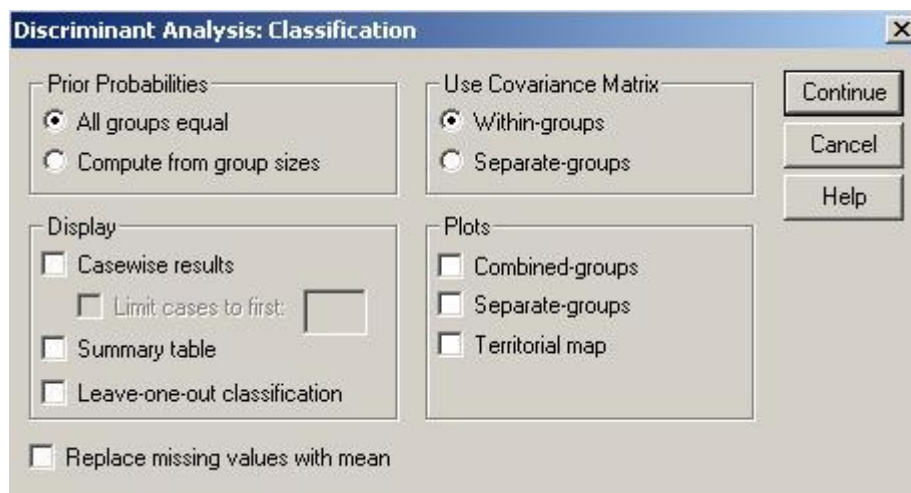 Discriminant Analysis: Classification
Prior Probabilities
All groups equal
Compute from group sizes
Use Covariance Matrix
Within-groups
Separate-groups
Continue
Cancel
Help
Display
Casewise results
Limit cases to first:
Summary table
Leave-one-out classification
Plots
Combined-groups
Separate-groups
Territorial map
Replace missing values with mean